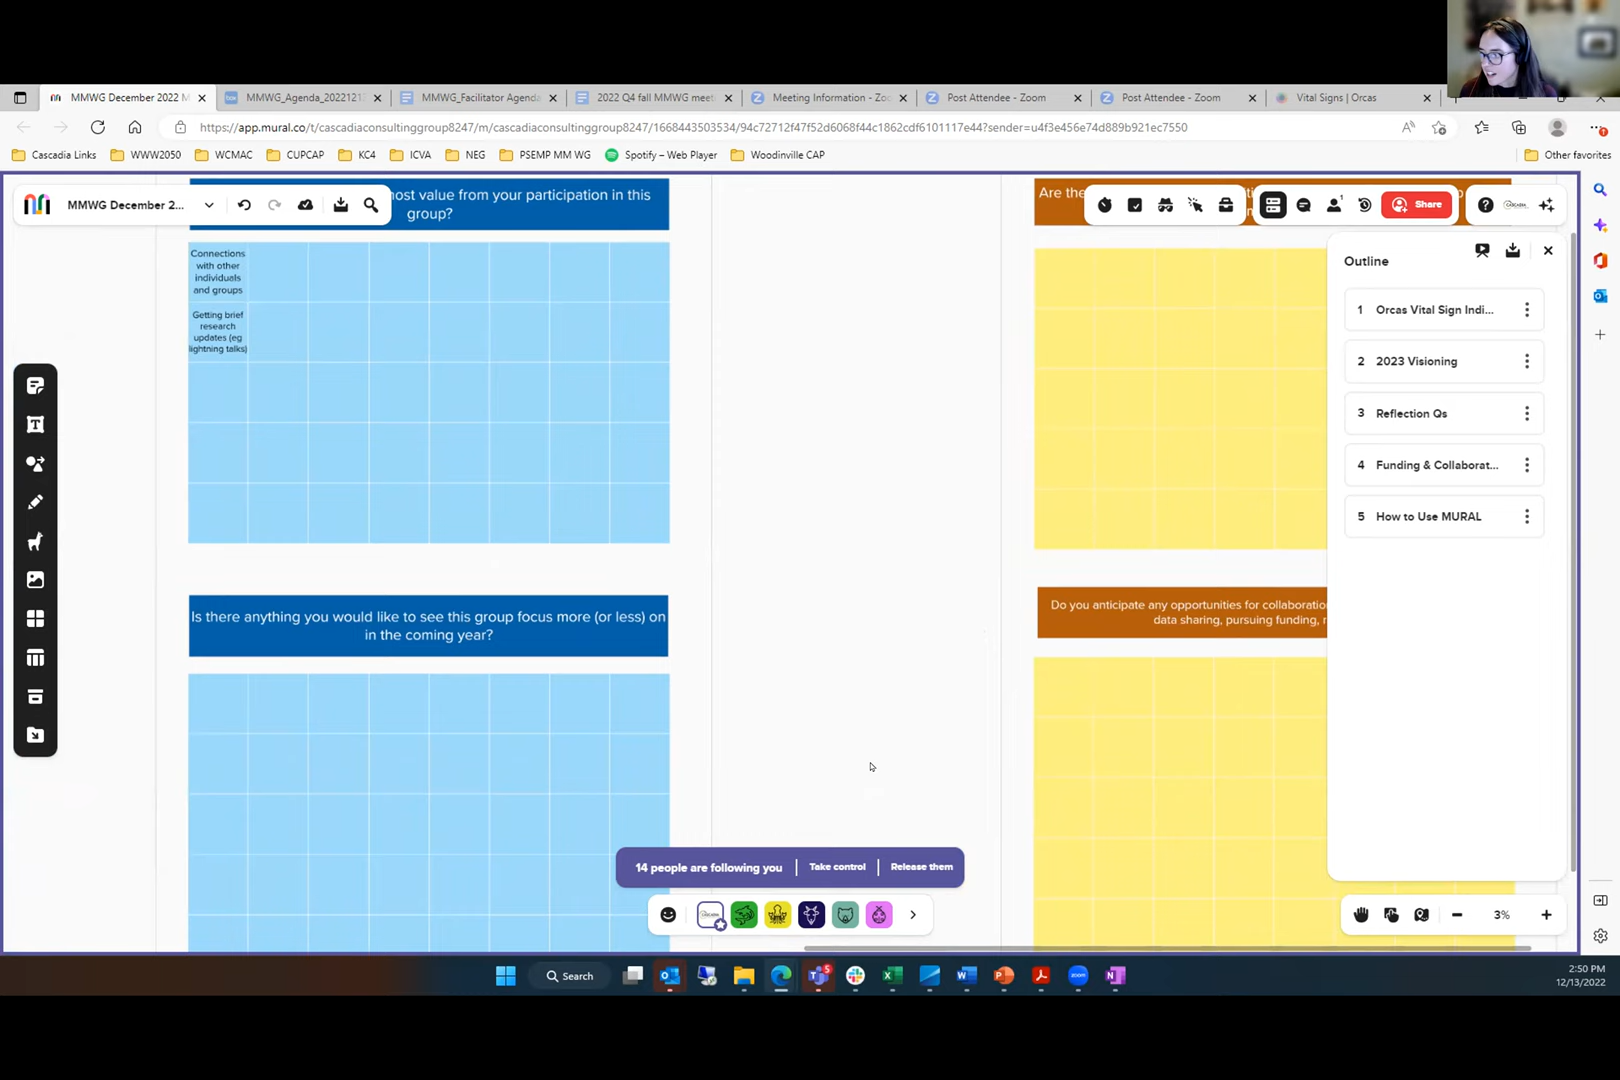 MMWG December 2022 M
MMWG_Agenda_2022121
MMWG_Facilitator Agenda
2022 Q4 fall MMWG meet
Meeting Information - Zoo
Post Attendee - Zoom
Post Attendee - Zoom
Vital Signs | Orcas
https://app.mural.co/t/cascadiaconsultinggroup8247/m/cascadiaconsultinggroup8247/1668443503534/94c72712f47f52d6068f44c1862cdf6101117e44?sender=u4f3e456e74d889b921ec7550
Cascadia Links
WWW2050
WCMAC
CUPCAP
KC4
ICVA
NEG
PSEMP MM WG
Spotify – Web Player
Woodinville CAP
Other favorites
MMWG December 2...
most value from your participation in this
group?
Are the
Share
Connections
with other
individuals
and groups
Getting brief
research
updates (eg
lightning talks)
Outline
1 Orcas Vital Sign Indi...
2 2023 Visioning
3 Reflection Qs
4 Funding & Collaborat...
5 How to Use MURAL
Is there anything you would like to see this group focus more (or less) on
in the coming year?
Do you anticipate any opportunities for collaboratio
data sharing, pursuing funding,
14 people are following you
Take control
Release them
3%
Search
2:50 PM
12/13/2022